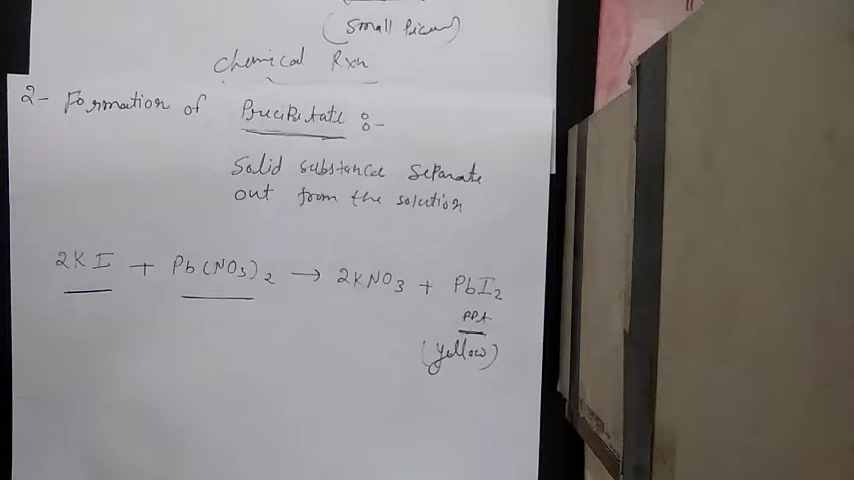 (Small
Chemical Rxn
2- Formation of Precipitate :-
Solid substance separate
out from the solution
2KI + Pb(NO3)2 → 2KNO3 + PbI2
PPt
(Yellow)